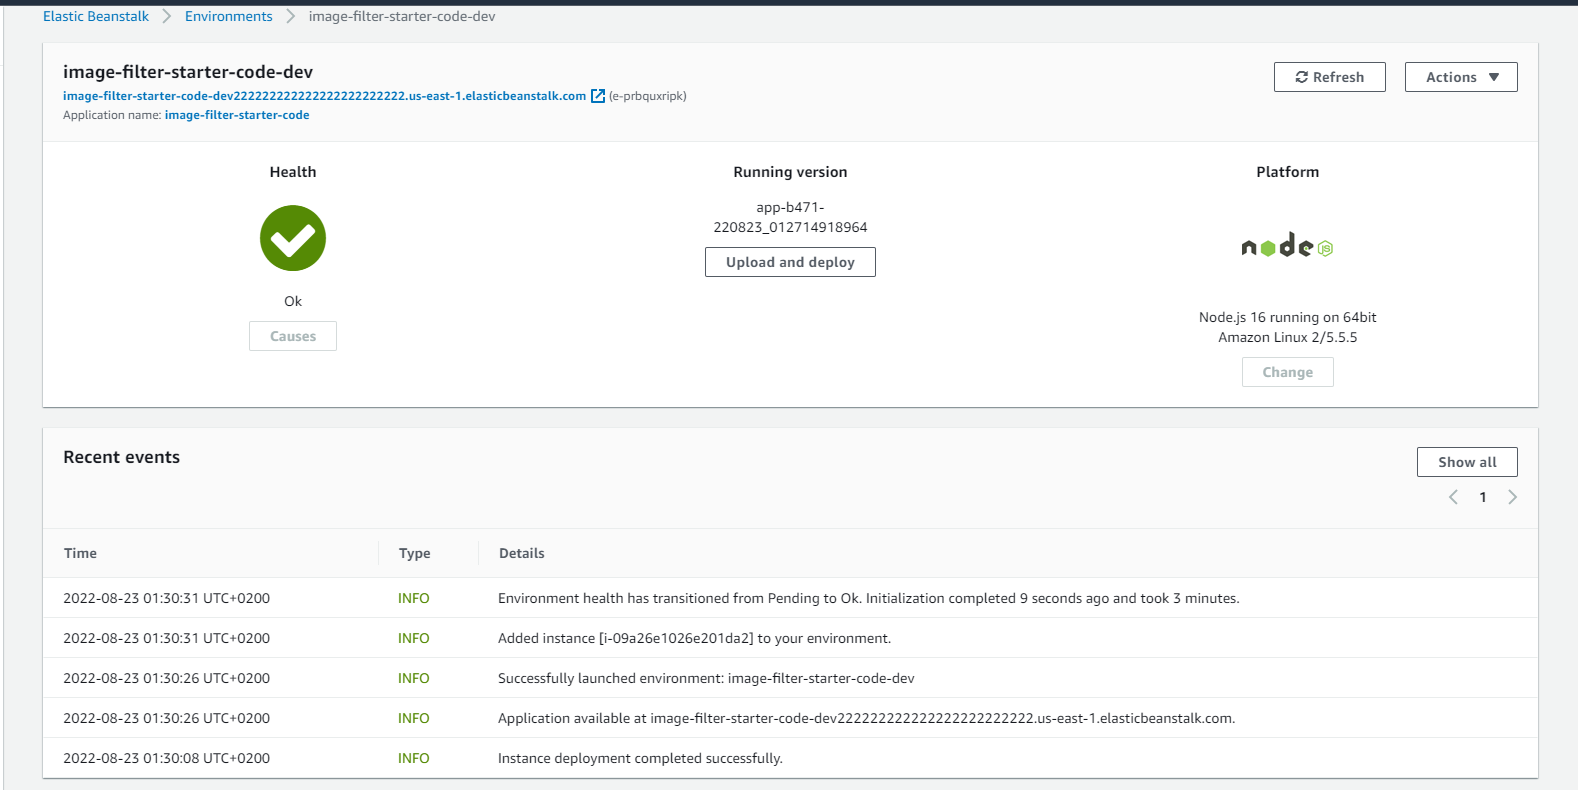 Elastic Beanstalk > Environments > image-filter-starter-code-dev
image-filter-starter-code-dev
Refresh
Actions
image-filter-starter-code-dev222222222222222222222222.us-east-1.elasticbeanstalk.com (e-prbquxripk)
Application name: image-filter-starter-code
Health
Ok
Causes
Running version
app-b471-
220823_012714918964
Upload and deploy
Platform
node JS
Node.js 16 running on 64bit
Amazon Linux 2/5.5.5
Change
Recent events
Show all
< 1 >
Time Type Details
2022-08-23 01:30:31 UTC+0200 INFO Environment health has transitioned from Pending to Ok. Initialization completed 9 seconds ago and took 3 minutes.
2022-08-23 01:30:31 UTC+0200 INFO Added instance [i-09a26e1026e201da2] to your environment.
2022-08-23 01:30:26 UTC+0200 INFO Successfully launched environment: image-filter-starter-code-dev
2022-08-23 01:30:26 UTC+0200 INFO Application available at image-filter-starter-code-dev222222222222222222222222.us-east-1.elasticbeanstalk.com.
2022-08-23 01:30:08 UTC+0200 INFO Instance deployment completed successfully.